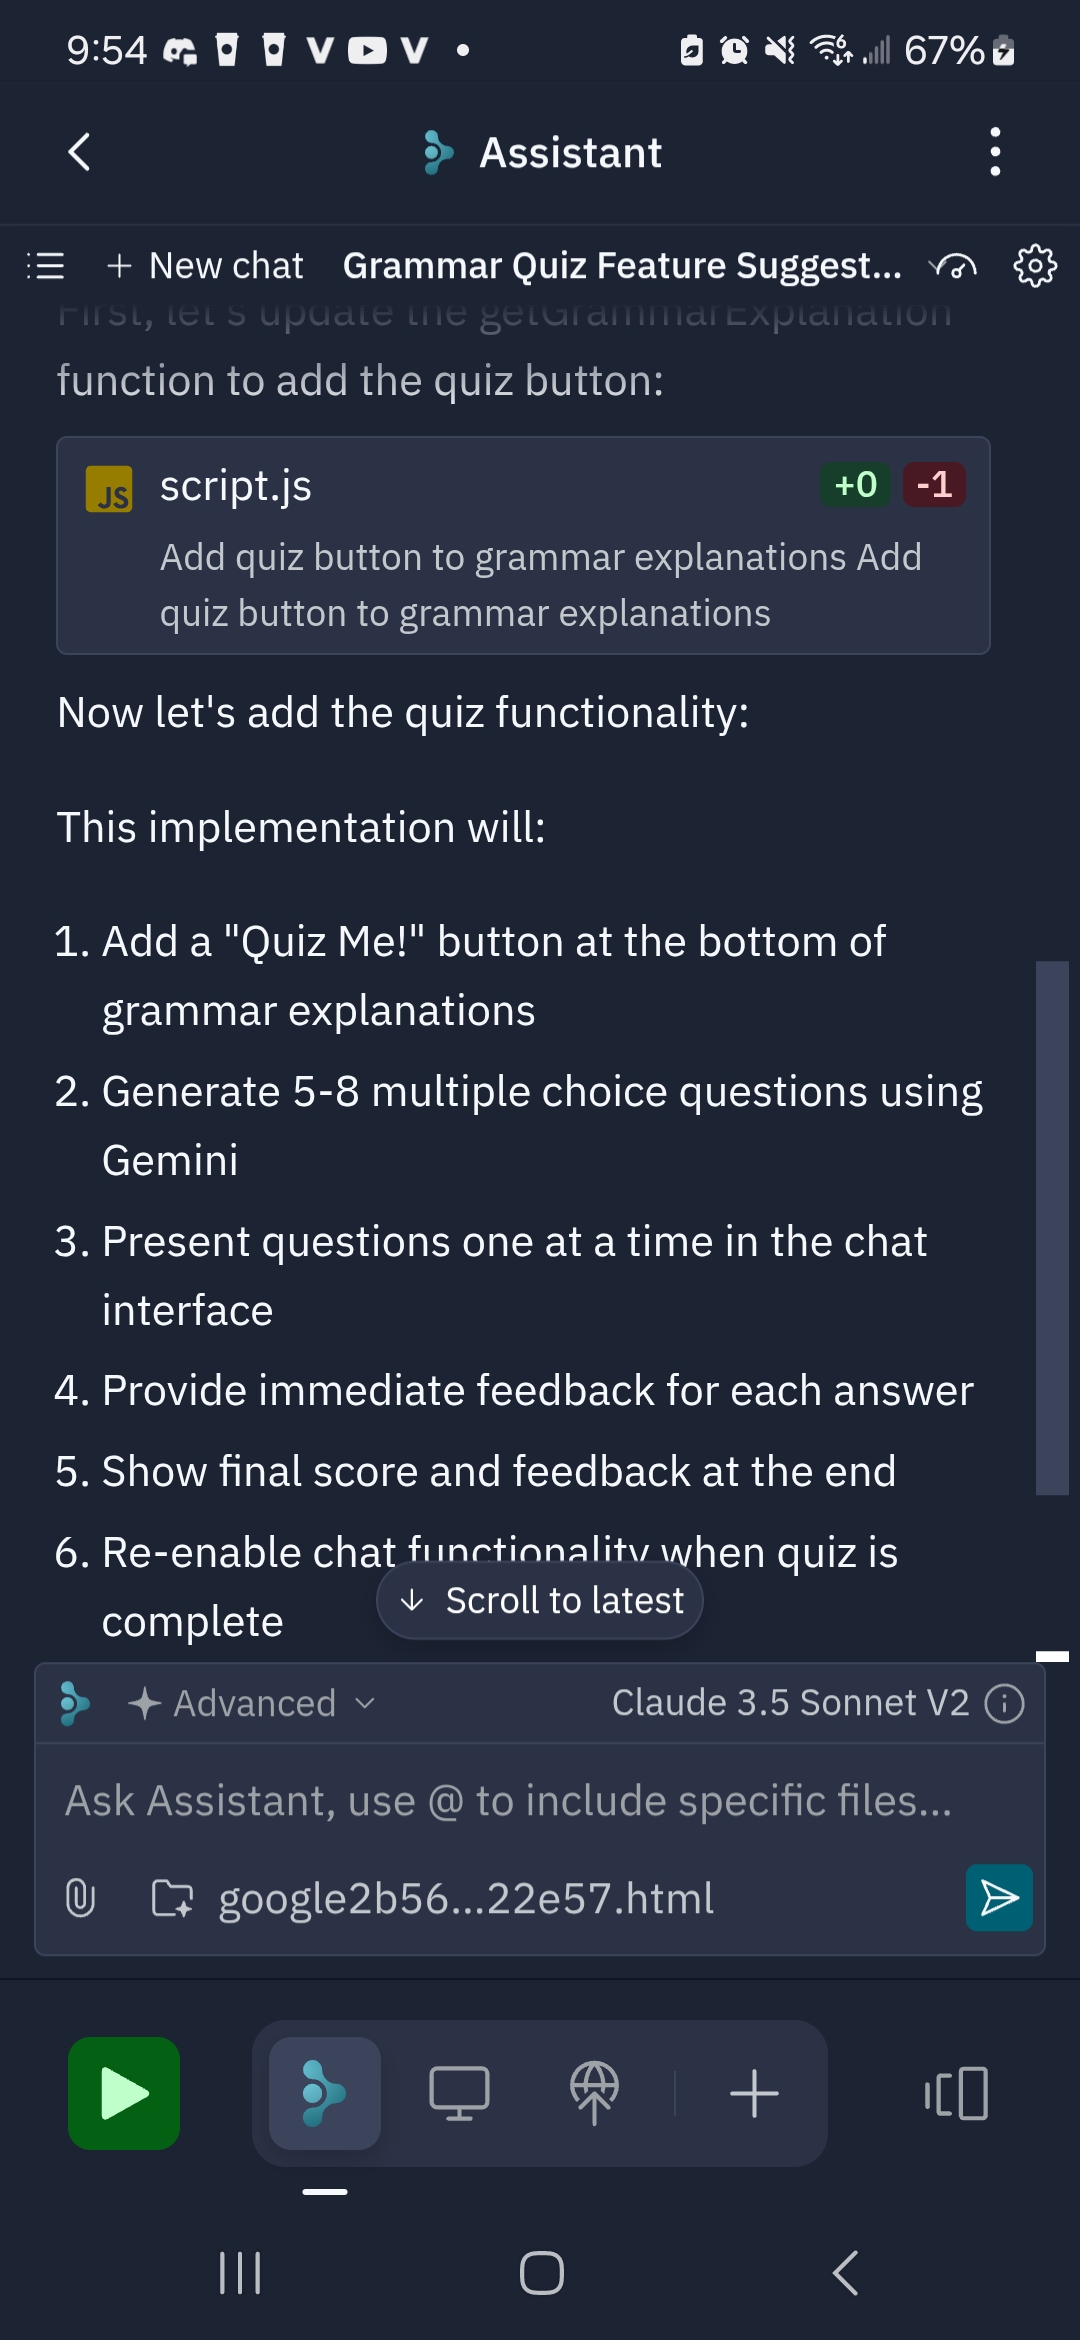 9:54
67%
Assistant
New chat
Grammar Quiz Feature Suggest...
First, let's update the getGrammarExplanation
function to add the quiz button:
JS
script.js
+0 -1
Add quiz button to grammar explanations Add
quiz button to grammar explanations
Now let's add the quiz functionality:
This implementation will:
1. Add a "Quiz Me!" button at the bottom of
grammar explanations
2. Generate 5-8 multiple choice questions using
Gemini
3. Present questions one at a time in the chat
interface
4. Provide immediate feedback for each answer
5. Show final score and feedback at the end
6. Re-enable chat functionality when quiz is
complete
Scroll to latest
Advanced
Claude 3.5 Sonnet V2
Ask Assistant, use @ to include specific files...
google2b56...22e57.html